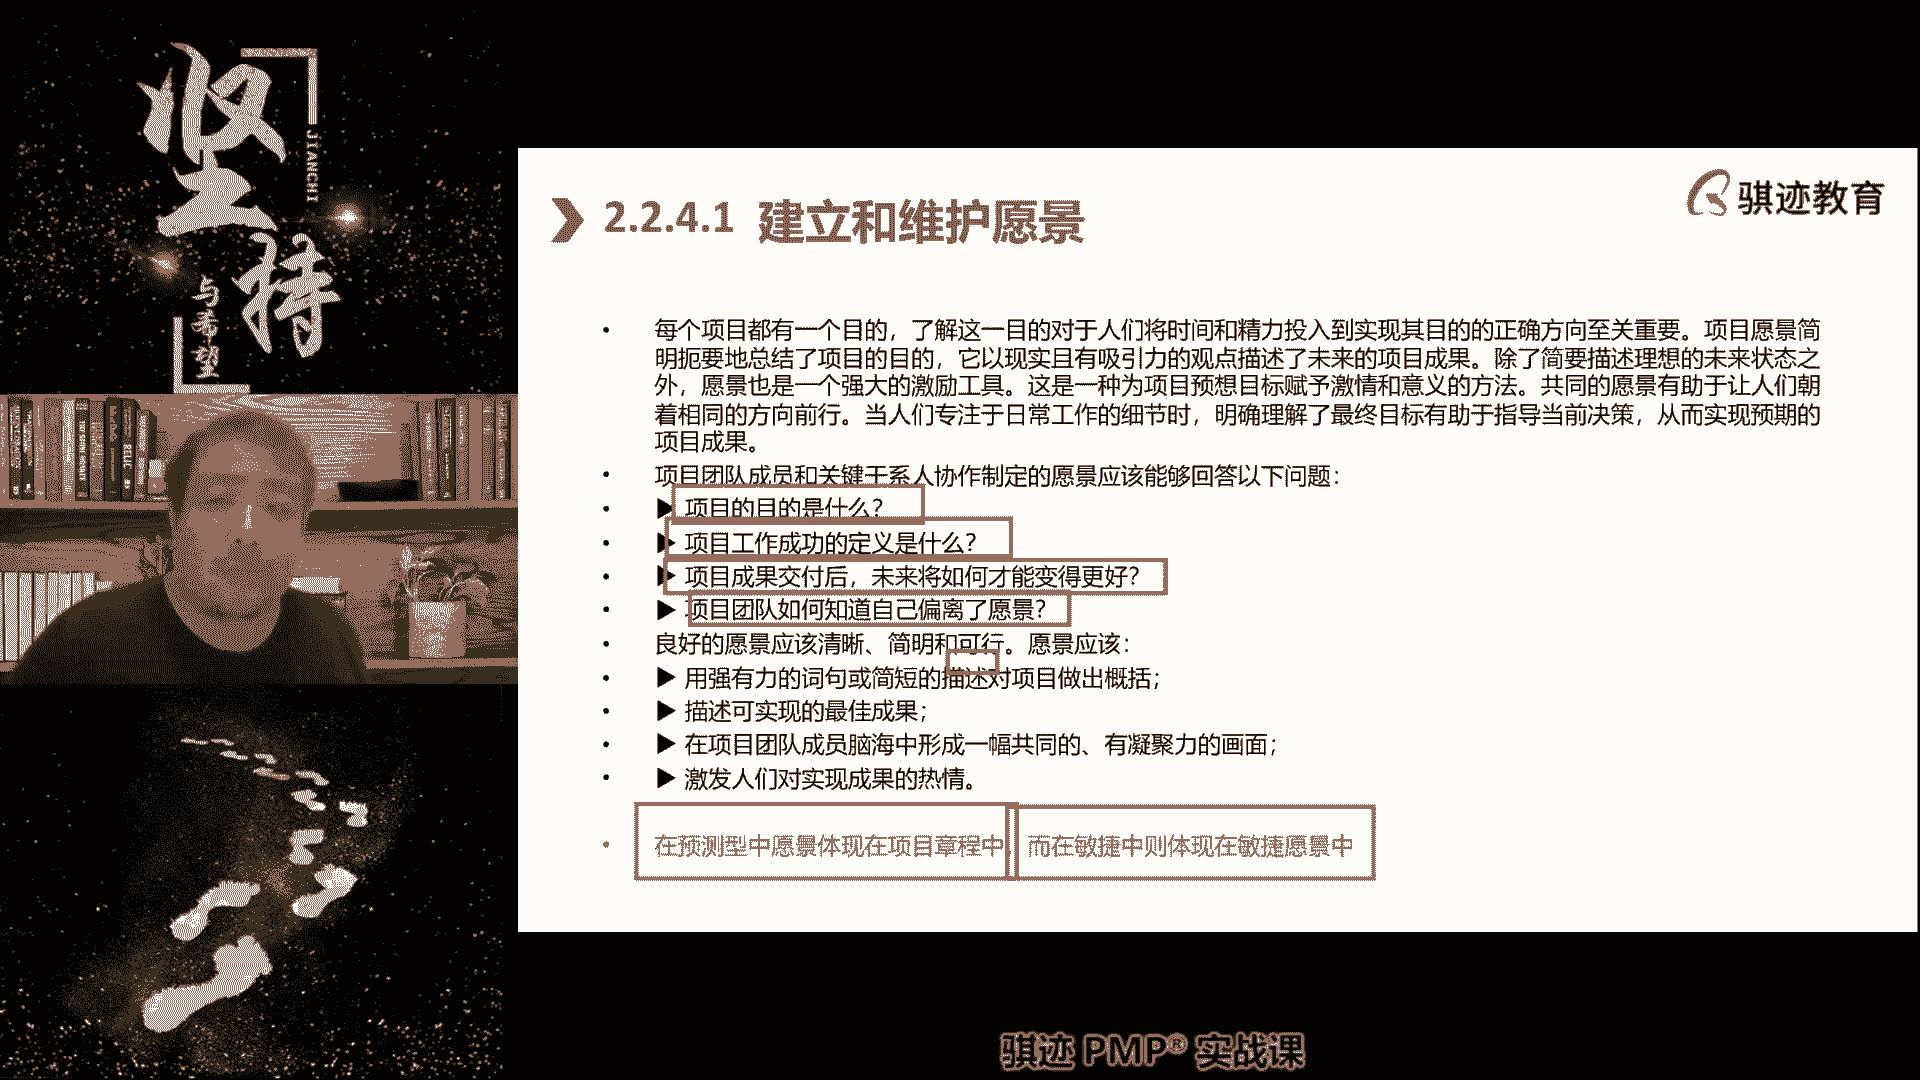 坚持
JIANCHI
与希望
骐迹教育
2.2.4.1 建立和维护愿景
• 每个项目都有一个目的，了解这一目的对于人们将时间和精力投入到实现其目的的正确方向至关重要。项目愿景简
明扼要地总结了项目的目的，它以现实且有吸引力的观点描述了未来的项目成果。除了简要描述理想的未来状态之
外，愿景也是一个强大的激励工具。这是一种为项目预想目标赋予激情和意义的方法。共同的愿景有助于让人们朝
着相同的方向前行。当人们专注于日常工作的细节时，明确理解了最终目标有助于指导当前决策，从而实现预期的
项目成果。
• 项目团队成员和关键干系人协作制定的愿景应该能够回答以下问题：
• ▶ 项目的目的是什么？
• ▶ 项目工作成功的定义是什么？
• ▶ 项目成果交付后，未来将如何才能变得更好？
• ▶ 项目团队如何知道自己偏离了愿景？
• 良好的愿景应该清晰、简明和可行。愿景应该：
• ▶ 用强有力的词句或简短的描述对项目做出概括；
• ▶ 描述可实现的最佳成果；
• ▶ 在项目团队成员脑海中形成一幅共同的、有凝聚力的画面；
• ▶ 激发人们对实现成果的热情。
• 在预测型中愿景体现在项目章程中，而在敏捷中则体现在敏捷愿景中
骐迹 PMP® 实战课